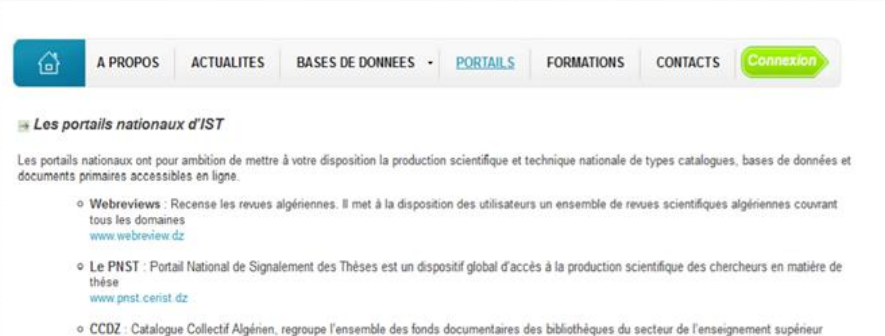 A PROPOS ACTUALITES BASES DE DONNEES PORTAILS FORMATIONS CONTACTS Connexion
Les portails nationaux d'IST
Les portails nationaux ont pour ambition de mettre à votre disposition la production scientifique et technique nationale de types catalogues, bases de données et
documents primaires accessibles en ligne.
Webreviews : Recense les revues algériennes. Il met à la disposition des utilisateurs un ensemble de revues scientifiques algériennes couvrant
tous les domaines
www.webreview.dz
Le PNST : Portail National de Signalement des Thèses est un dispositif global d'accès à la production scientifique des chercheurs en matière de
thèse
www.pnst.cerist.dz
CCDZ : Catalogue Collectif Algérien, regroupe l'ensemble des fonds documentaires des bibliothèques du secteur de l'enseignement supérieur